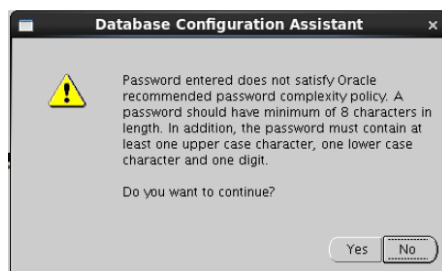 Database Configuration Assistant
Password entered does not satisfy Oracle
recommended password complexity policy. A
password should have minimum of 8 characters in
length. In addition, the password must contain at
least one upper case character, one lower case
character and one digit.
Do you want to continue?
Yes No